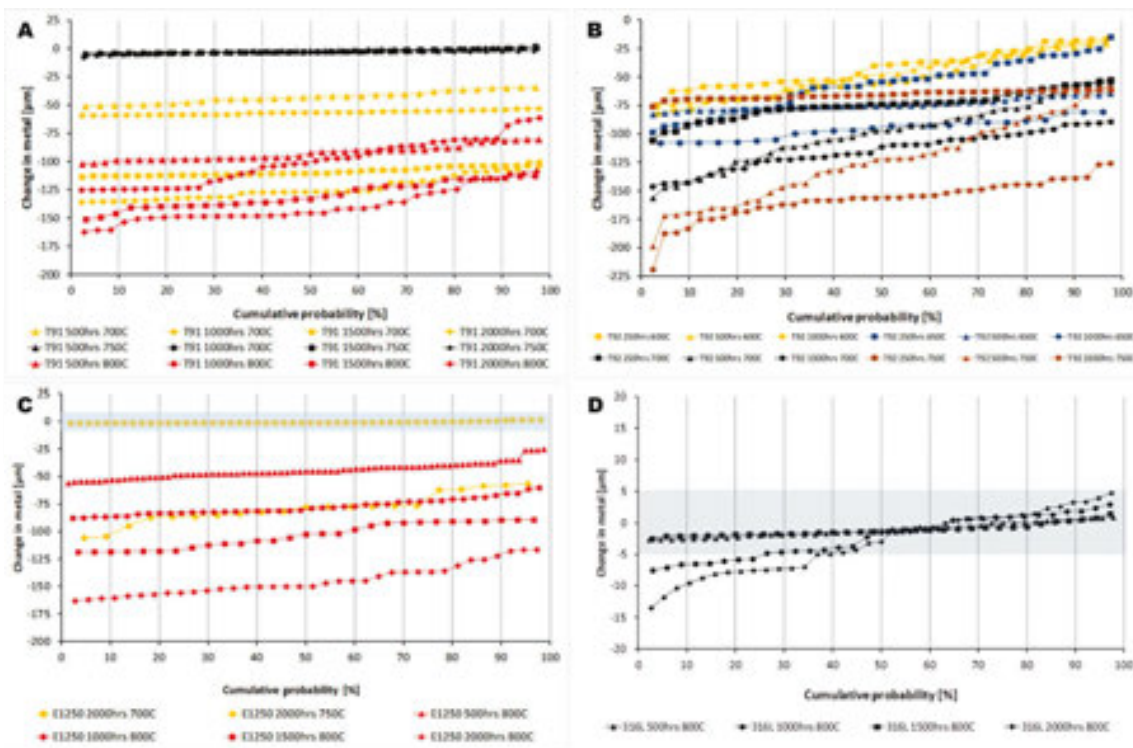 A
Change in metal [µm]
25
0
-25
-50
-75
-100
-125
-150
-175
-200
0 10 20 30 40 50 60 70 80 90 100
Cumulative probability [%]
T91 500hrs 700C T91 1000hrs 700C T91 1500hrs 700C T91 2000hrs 700C
T91 500hrs 750C T91 1000hrs 700C T91 1500hrs 750C T91 2000hrs 750C
T91 500hrs 800C T91 1000hrs 800C T91 1500hrs 800C T91 2000hrs 800C
B
Change in metal [µm]
0
-25
-50
-75
-100
-125
-150
-175
-200
-225
0 10 20 30 40 50 60 70 80 90 100
Cumulative probability [%]
C
Change in metal [µm]
25
0
-25
-50
-75
-100
-125
-150
-175
-200
0 10 20 30 40 50 60 70 80 90 100
Cumulative probability [%]
E1250 2000hrs 700C E1250 2000hrs 750C E1250 500hrs 800C
E1250 1000hrs 800C E1250 1500hrs 800C E1250 2000hrs 800C
D
Change in metal [µm]
20
15
10
5
0
-5
-10
-15
-20
0 10 20 30 40 50 60 70 80 90 100
Cumulative probability [%]
316L 500hrs 800C 316L 1000hrs 800C 316L 1500hrs 800C 316L 2000hrs 800C